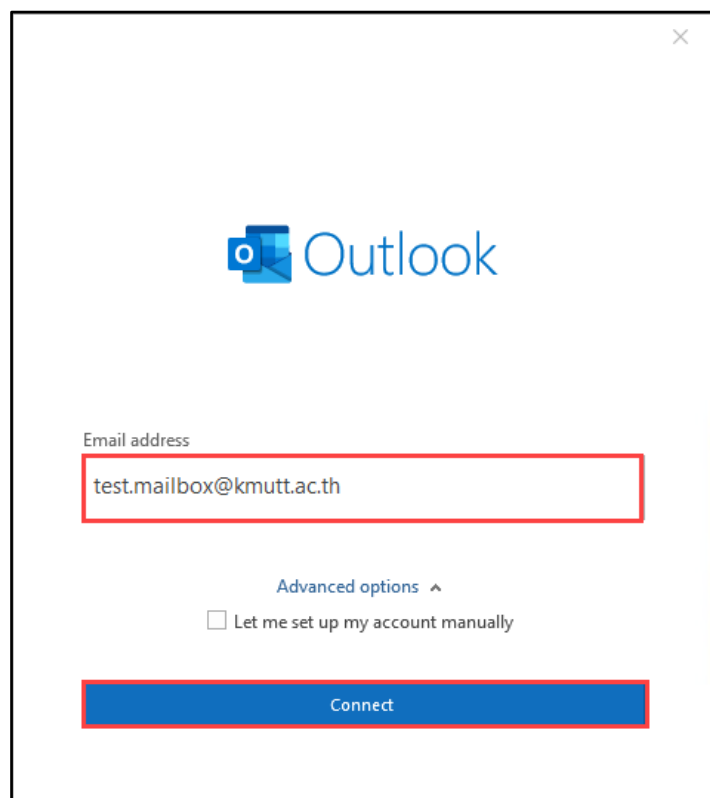 Outlook
Email address
test.mailbox@kmutt.ac.th
Advanced options
Let me set up my account manually
Connect